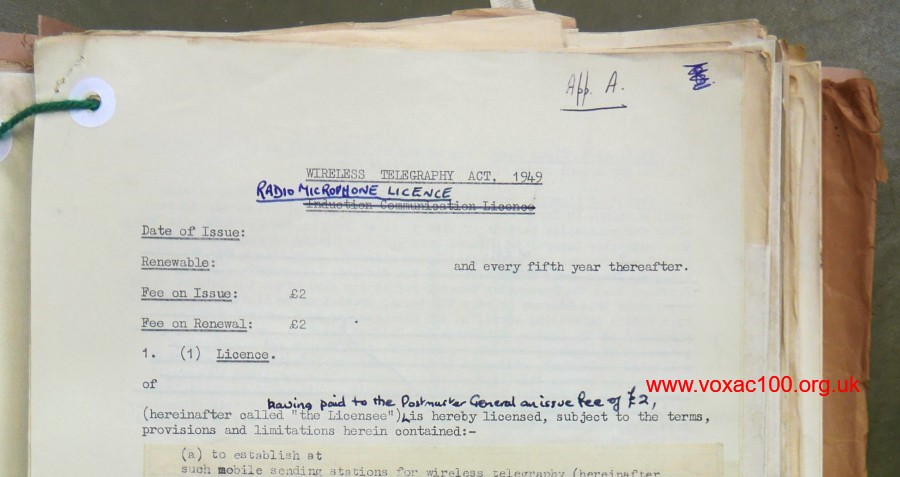 App. A.
WIRELESS TELEGRAPHY ACT, 1949
RADIO MICROPHONE LICENCE
Induction Communication Licence
Date of Issue:
Renewable: and every fifth year thereafter.
Fee on Issue: £2
Fee on Renewal: £2
1. (1) Licence.
of
www.voxac100.org.uk
having paid to the Postmaster General an issue fee of £2,
(hereinafter called "the Licensee") is hereby licensed, subject to the terms,
provisions and limitations herein contained:-
(a) to establish at
such mobile sending stations for wireless telegraphy (hereinafter